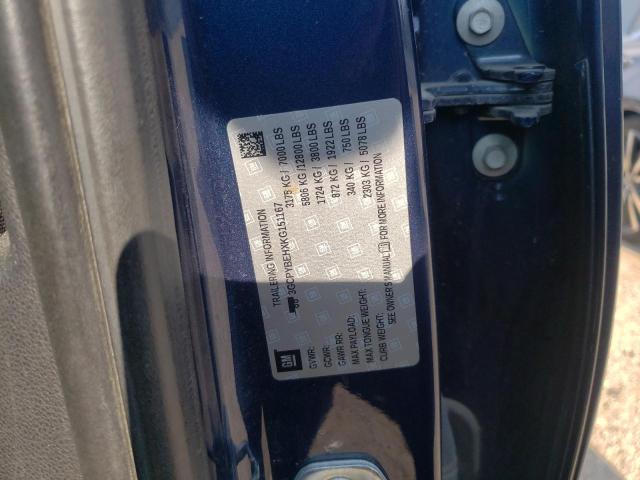 TRAILERING INFORMATION
3GCPYBEHXKG151167
GM
GVWR: 3175 KG / 7000 LBS
GCWR: 5806 KG /12800 LBS
GAWR RR: 1724 KG / 3800 LBS
MAX PAYLOAD: 872 KG / 1922 LBS
MAX TONGUE WEIGHT: 340 KG / 750 LBS
CURB WEIGHT: 2303 KG / 5078 LBS
SEE OWNER'S MANUAL FOR MORE INFORMATION